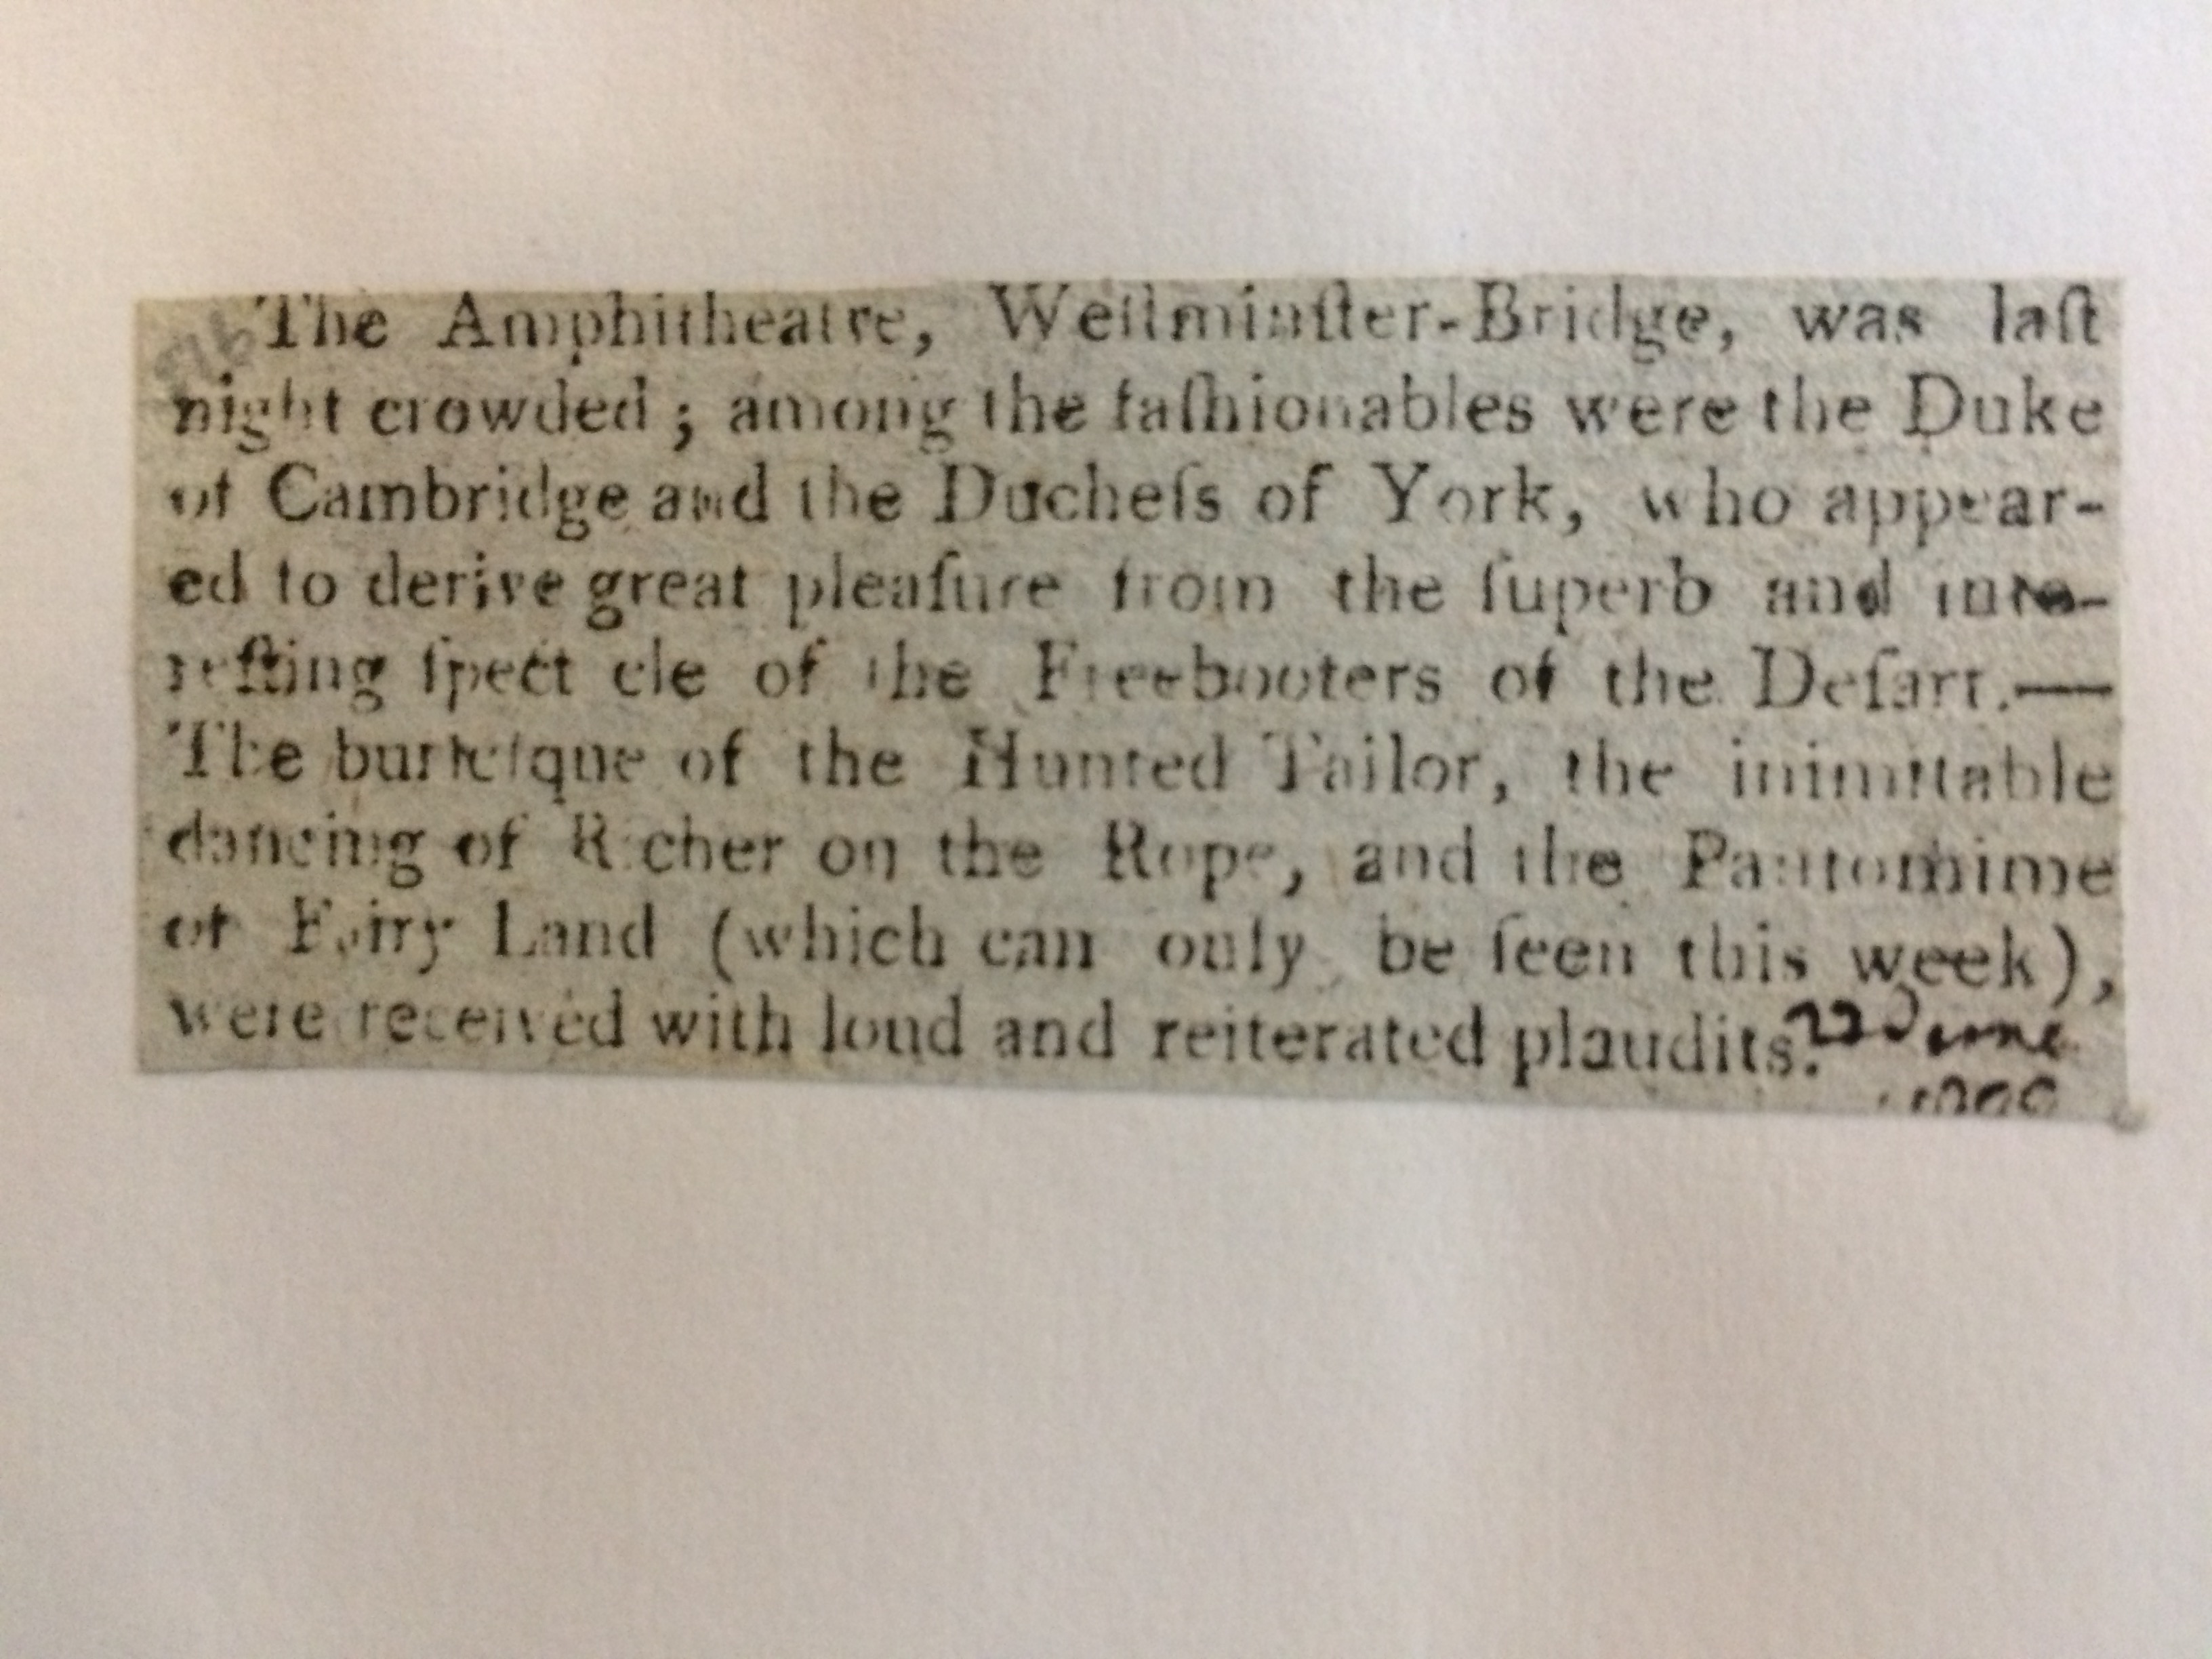 The Amphitheatre, Weſtminſter-Bridge, was laſt
night crowded ; among the faſhionables were the Duke
of Cambridge and the Ducheſs of York, who appear-
ed to derive great pleaſure from the ſuperb and inte-
reſting ſpect cle of the Freebooters of the Deſart.—
The burleſque of the Hunted Tailor, the inimitable
dancing of Richer on the Rope, and the Pantomime
of Fairy Land (which can only be ſeen this week),
were received with loud and reiterated plaudits. 22 June